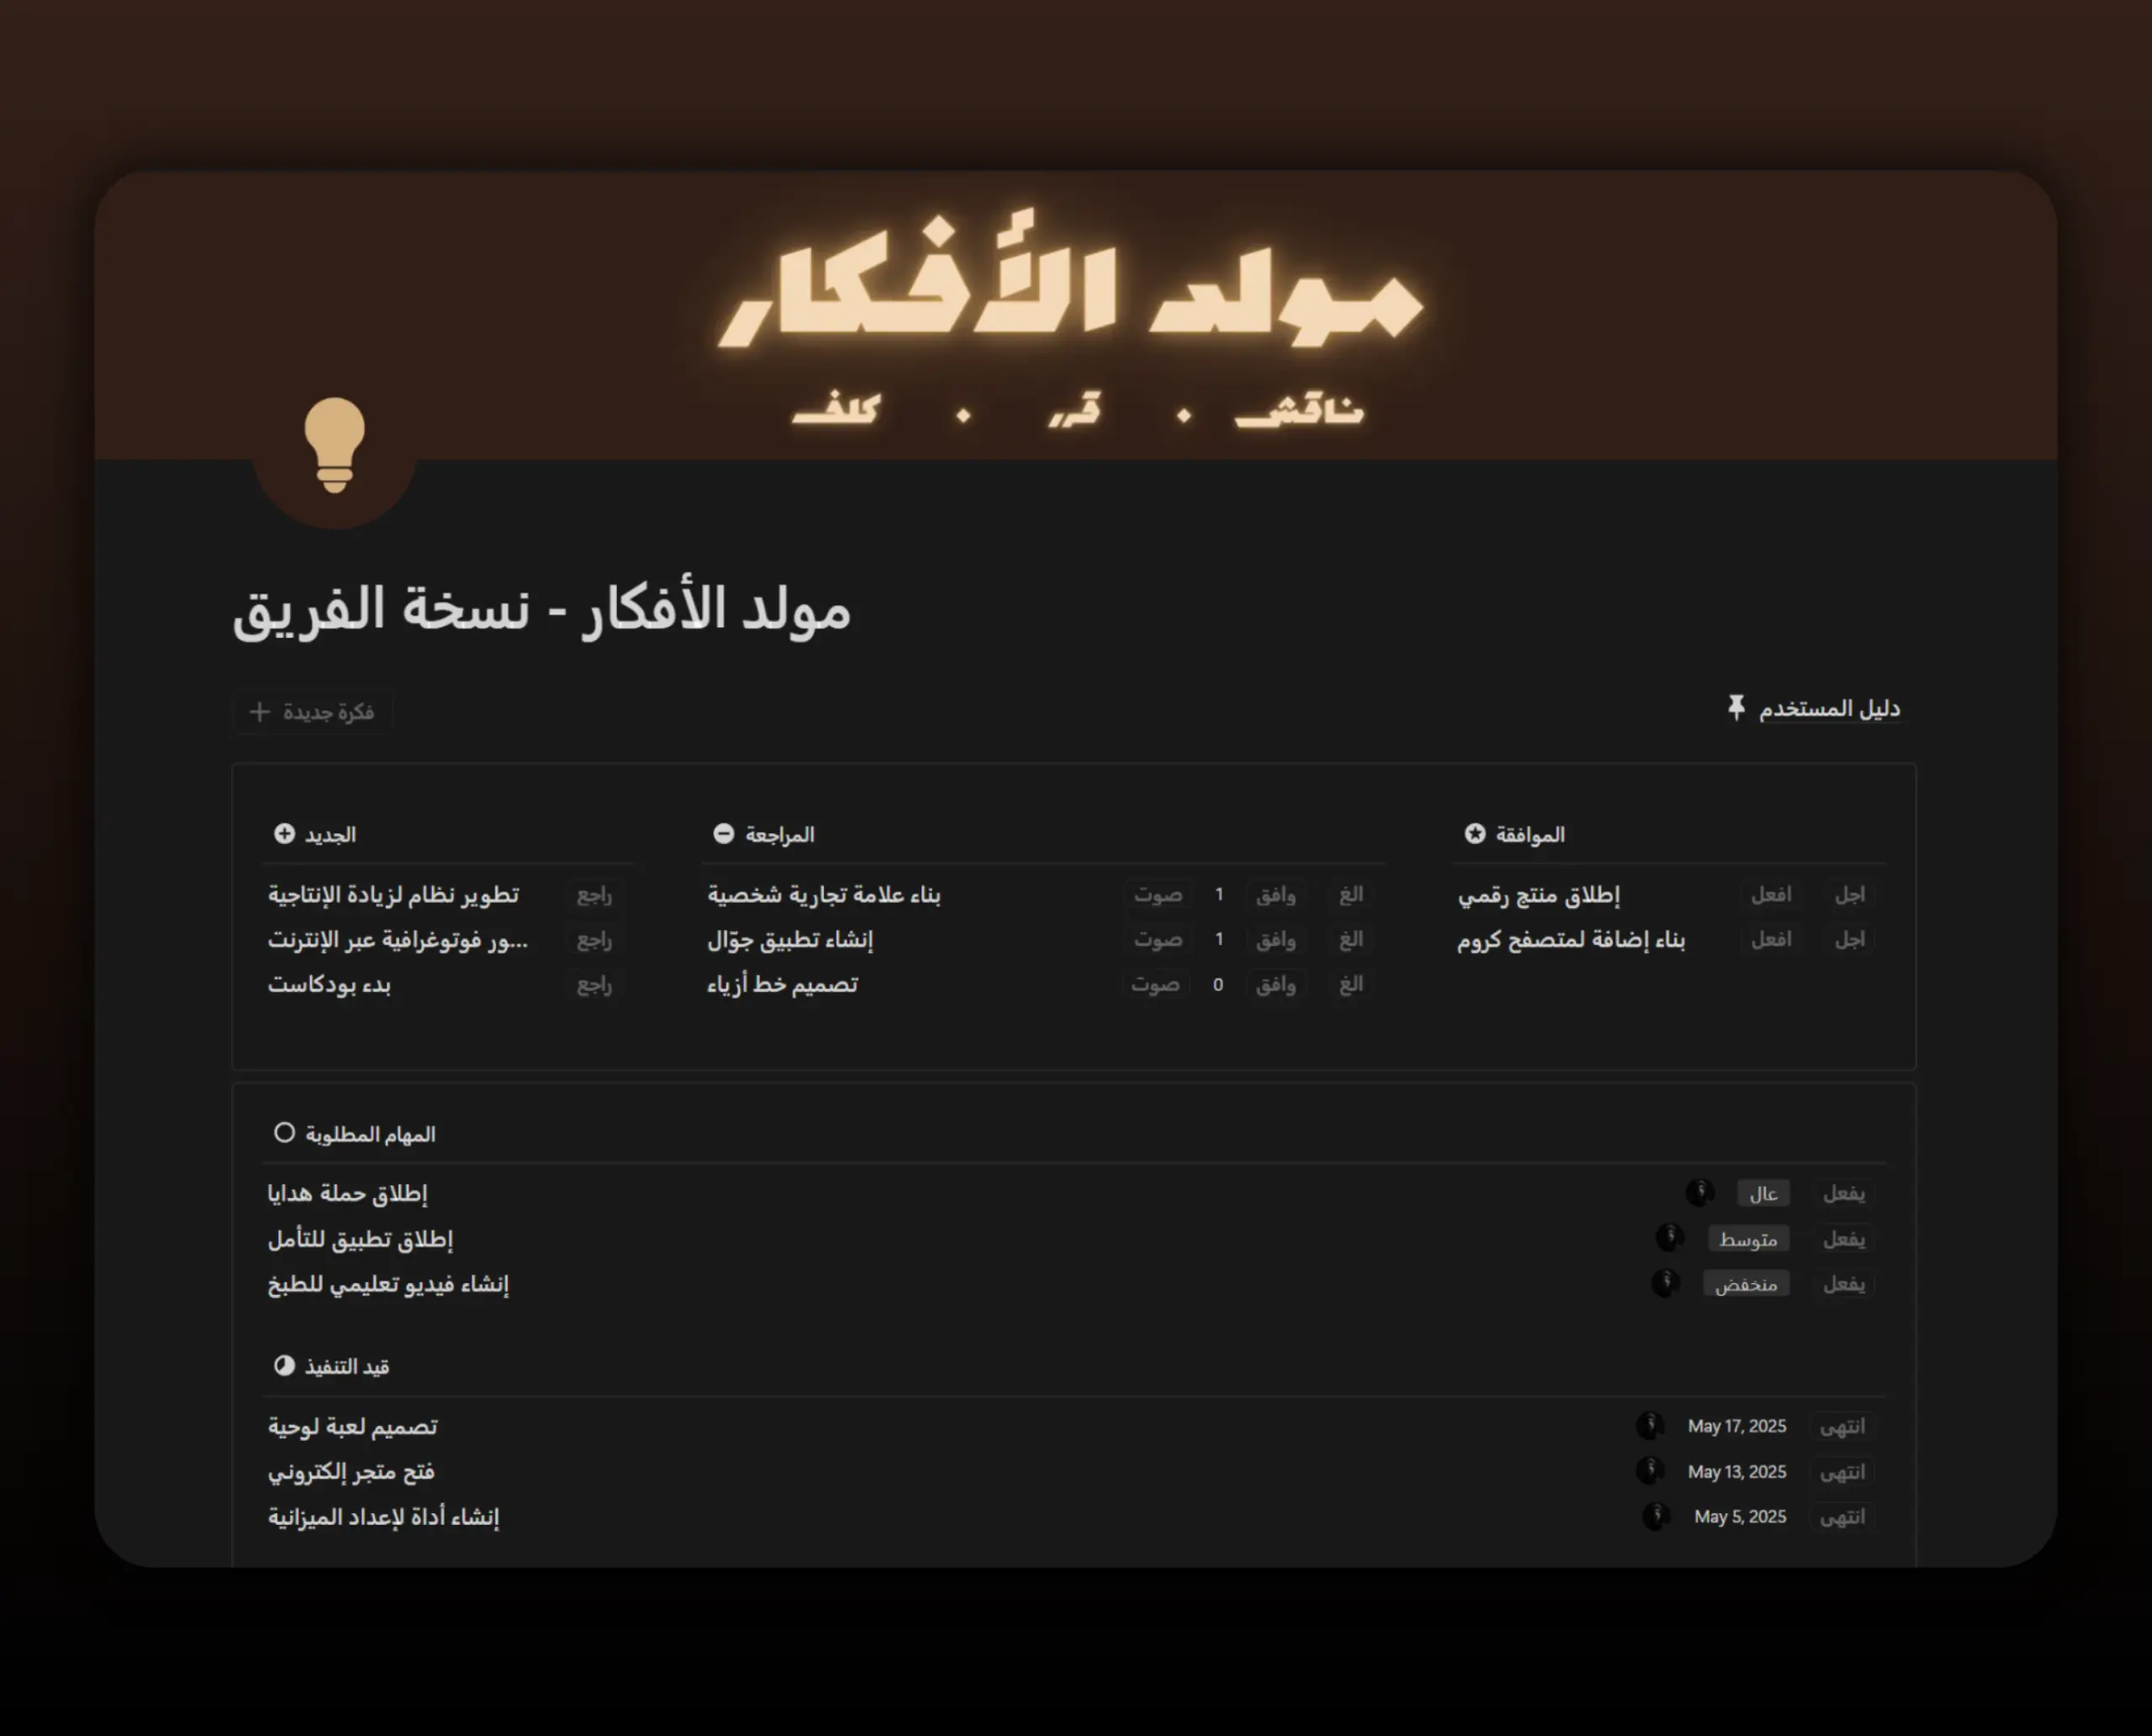 مولد الأفكار
ناقش • قرر • كلف
مولد الأفكار - نسخة الفريق
فكرة جديدة
دليل المستخدم
الجديد
تطوير نظام لزيادة الإنتاجية راجع
...ور فوتوغرافية عبر الإنترنت راجع
بدء بودكاست راجع
المراجعة
بناء علامة تجارية شخصية صوت 1 وافق الغ
إنشاء تطبيق جوّال صوت 1 وافق الغ
تصميم خط أزياء صوت 0 وافق الغ
الموافقة
إطلاق منتج رقمي افعل اجل
بناء إضافة لمتصفح كروم افعل اجل
المهام المطلوبة
إطلاق حملة هدايا عال يفعل
إطلاق تطبيق للتأمل متوسط يفعل
إنشاء فيديو تعليمي للطبخ منخفض يفعل
قيد التنفيذ
تصميم لعبة لوحية May 17, 2025 انتهى
فتح متجر إلكتروني May 13, 2025 انتهى
إنشاء أداة لإعداد الميزانية May 5, 2025 انتهى